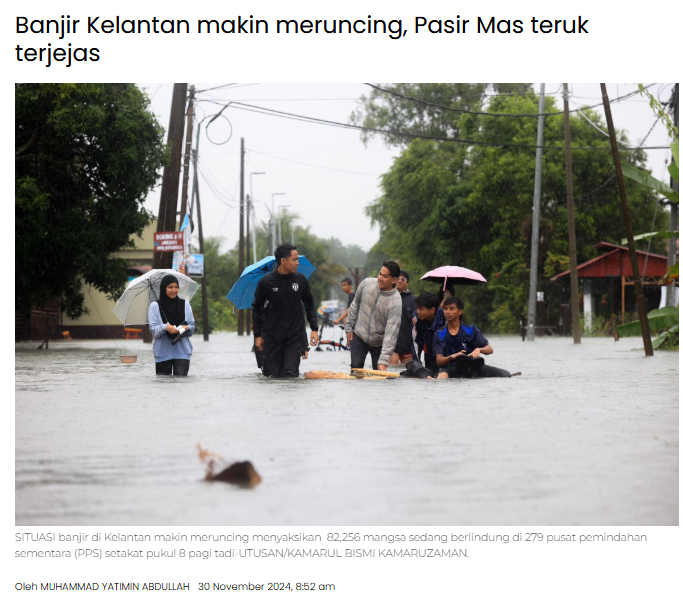 Banjir Kelantan makin meruncing, Pasir Mas teruk
terjejas
SITUASI banjir di Kelantan makin meruncing menyaksikan 82,256 mangsa sedang berlindung di 279 pusat pemindahan
sementara (PPS) setakat pukul 8 pagi tadi-UTUSAN/KAMARUL BISMI KAMARUZAMAN.
Oleh MUHAMMAD YATIMIN ABDULLAH 30 November 2024, 8:52 am